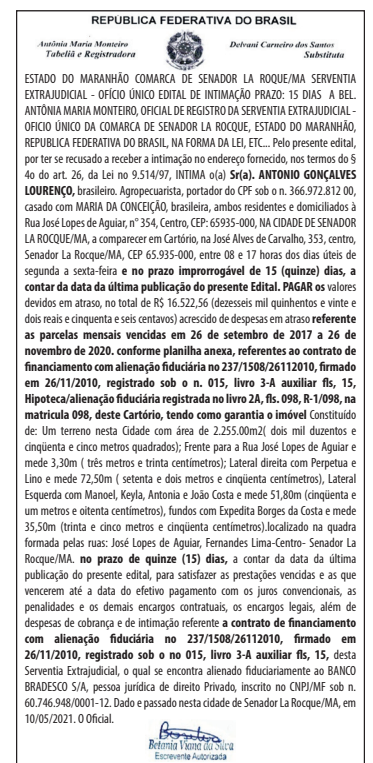 REPÚBLICA FEDERATIVA DO BRASIL
Antônia Maria Monteiro
Tabeliã e Registradora
Delvani Carneiro dos Santos
Substituta
ESTADO DO MARANHÃO COMARCA DE SENADOR LA ROQUE/MA SERVENTIA
EXTRAJUDICIAL - OFÍCIO ÚNICO EDITAL DE INTIMAÇÃO PRAZO: 15 DIAS A BEL.
ANTÔNIA MARIA MONTEIRO, OFICIAL DE REGISTRO DA SERVENTIA EXTRAJUDICIAL -
OFICIO ÚNICO DA COMARCA DE SENADOR LA ROCQUE, ESTADO DO MARANHÃO,
REPUBLICA FEDERATIVA DO BRASIL, NA FORMA DA LEI, ETC... Pelo presente edital,
por ter se recusado a receber a intimação no endereço fornecido, nos termos do §
4o do art. 26, da Lei no 9.514/97, INTIMA o(a) Sr(a). ANTONIO GONÇALVES
LOURENÇO, brasileiro. Agropecuarista, portador do CPF sob o n. 366.972.812 00,
casado com MARIA DA CONCEIÇÃO, brasileira, ambos residentes e domiciliados à
Rua José Lopes de Aguiar, n° 354, Centro, CEP: 65935-000, NA CIDADE DE SENADOR
LA ROCQUE/MA, a comparecer em Cartório, na José Alves de Carvalho, 353, centro,
Senador La Rocque/MA, CEP 65.935-000, entre 08 e 17 horas dos dias úteis de
segunda a sexta-feira e no prazo improrrogável de 15 (quinze) dias, a
contar da data da última publicação do presente Edital. PAGAR os valores
devidos em atraso, no total de R$ 16.522,56 (dezesseis mil quinhentos e vinte e
dois reais e cinquenta e seis centavos) acrescido de despesas em atraso referente
as parcelas mensais vencidas em 26 de setembro de 2017 a 26 de
novembro de 2020. conforme planilha anexa, referentes ao contrato de
financiamento com alienação fiduciária no 237/1508/26112010, firmado
em 26/11/2010, registrado sob o n. 015, livro 3-A auxiliar fls, 15,
Hipoteca/alienação fiduciária registrada no livro 2A, fls. 098, R-1/098, na
matricula 098, deste Cartório, tendo como garantia o imóvel Constituído
de: Um terreno nesta Cidade com área de 2.255.00m2( dois mil duzentos e
cinqüenta e cinco metros quadrados); Frente para a Rua José Lopes de Aguiar e
mede 3,30m ( três metros e trinta centímetros); Lateral direita com Perpetua e
Lino e mede 72,50m ( setenta e dois metros e cinqüenta centímetros), Lateral
Esquerda com Manoel, Keyla, Antonia e João Costa e mede 51,80m (cinqüenta e
um metros e oitenta centímetros), fundos com Expedita Borges da Costa e mede
35,50m (trinta e cinco metros e cinqüenta centímetros).localizado na quadra
formada pelas ruas: José Lopes de Aguiar, Fernandes Lima-Centro- Senador La
Rocque/MA. no prazo de quinze (15) dias, a contar da data da última
publicação do presente edital, para satisfazer as prestações vencidas e as que
vencerem até a data do efetivo pagamento com os juros convencionais, as
penalidades e os demais encargos contratuais, os encargos legais, além de
despesas de cobrança e de intimação referente a contrato de financiamento
com alienação fiduciária no 237/1508/26112010, firmado em
26/11/2010, registrado sob o no 015, livro 3-A auxiliar fls, 15, desta
Serventia Extrajudicial, o qual se encontra alienado fiduciariamente ao BANCO
BRADESCO S/A, pessoa jurídica de direito Privado, inscrito no CNPJ/MF sob n.
60.746.948/0001-12. Dado e passado nesta cidade de Senador La Rocque/MA, em
10/05/2021. O Oficial.
Betania Viana da Silva
Escrevente Autorizada